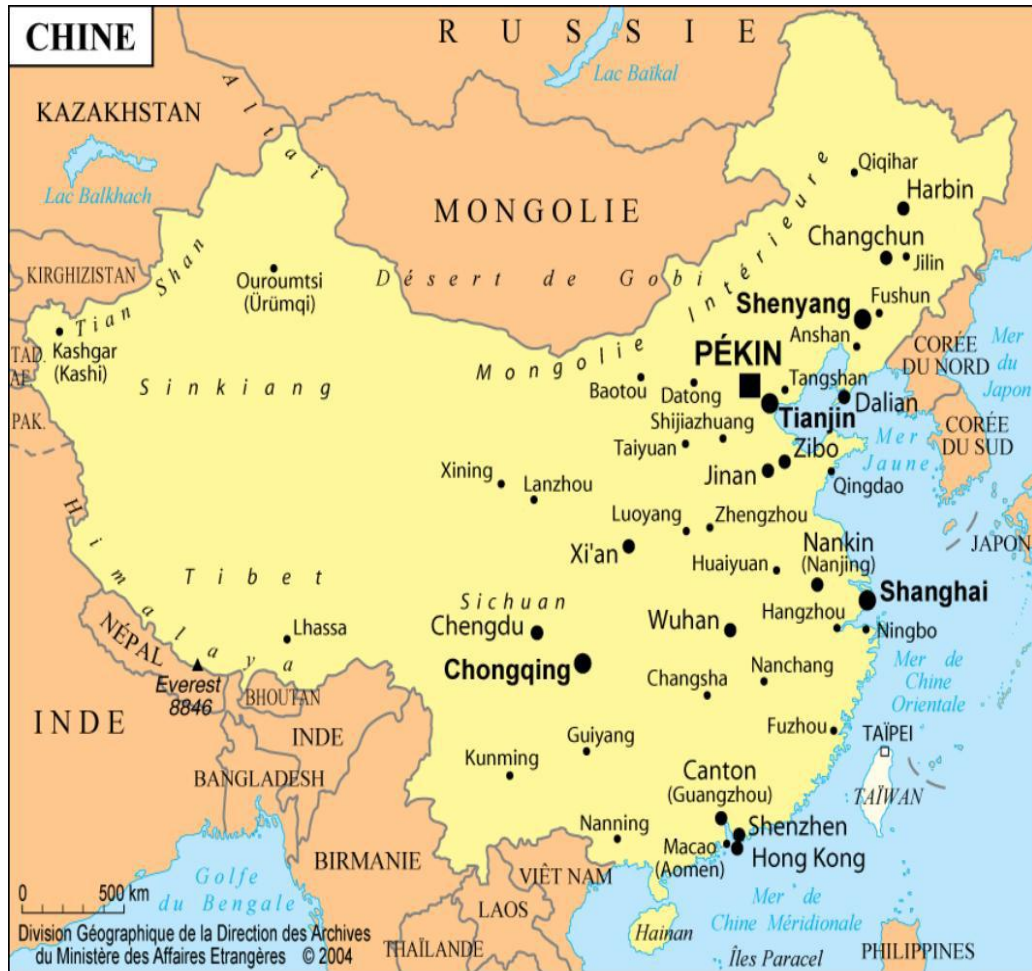 CHINE
RUSSIE
Lac Baïkal
Altaï
KAZAKHSTAN
Lac Balkhach
MONGOLIE
Qiqihar
Harbin
Changchun
Jilin
KIRGHIZISTAN
Tian Shan
Ouroumtsi
(Ürümqi)
Désert de Gobi
Mongolie Intérieure
Shenyang
Fushun
Anshan
Kashgar
(Kashi)
TAD.
AF.
PAK.
Sinkiang
PÉKIN
Baotou
Datong
Tangshan
Tianjin
Dalian
CORÉE
DU NORD
Mer
du
Japon
Shijiazhuang
Taiyuan
Zibo
Jinan
Qingdao
Mer
Jaune
CORÉE
DU SUD
Xining
Lanzhou
Luoyang
Zhengzhou
Xi'an
Huaiyuan
Nankin
(Nanjing)
JAPON
Himalaya
Tibet
Sichuan
Chengdu
Wuhan
Hangzhou
Shanghai
Ningbo
Lhassa
Chongqing
Changsha
Nanchang
Mer de
Chine
Orientale
NÉPAL
Everest
8846
BHOUTAN
INDE
INDE
BANGLADESH
Kunming
Guiyang
Fuzhou
TAÏPEI
TAÏWAN
Canton
(Guangzhou)
Shenzhen
Hong Kong
Macao
(Aomen)
Nanning
BIRMANIE
VIÊT NAM
LAOS
THAÏLANDE
Golfe
du Bengale
Hainan
Mer de
Chine Méridionale
Îles Paracel
PHILIPPINES
0 500 km
Division Géographique de la Direction des Archives
du Ministère des Affaires Etrangères © 2004